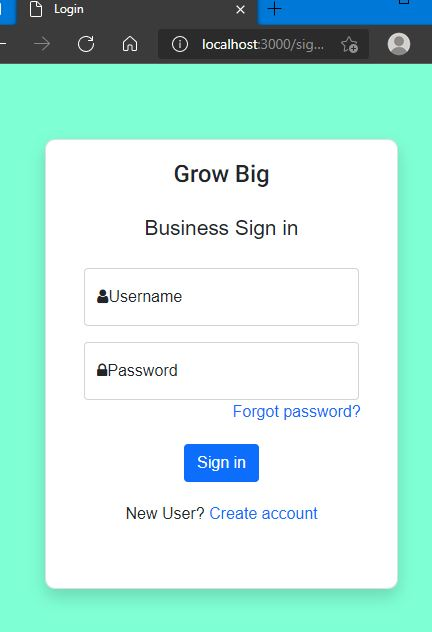 Login
localhost:3000/sig...
Grow Big
Business Sign in
Username
Password
Forgot password?
Sign in
New User? Create account